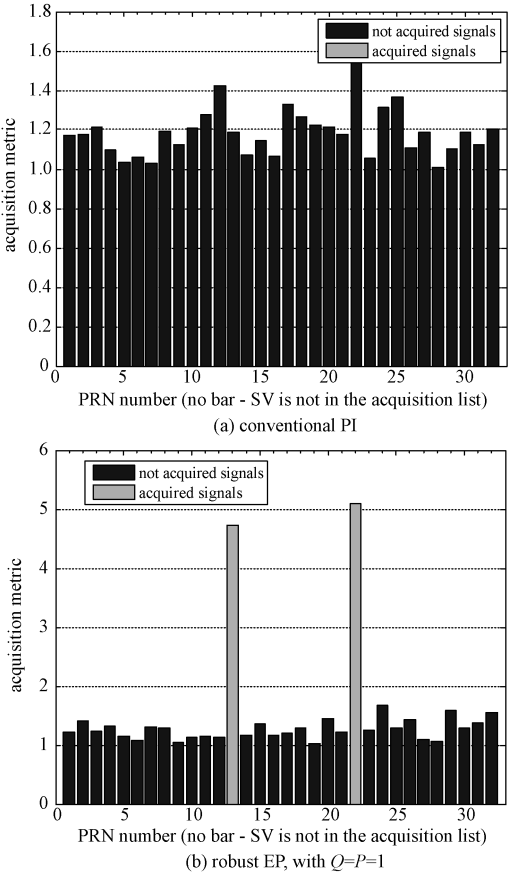 1.8
1.6
1.4
1.2
1.0
0.8
0.6
0.4
0.2
0
acquisition metric
not acquired signals
acquired signals
0 5 10 15 20 25 30
PRN number (no bar - SV is not in the acquisition list)
(a) conventional PI
6
5
4
3
2
1
0
acquisition metric
not acquired signals
acquired signals
0 5 10 15 20 25 30
PRN number (no bar - SV is not in the acquisition list)
(b) robust EP, with Q=P=1